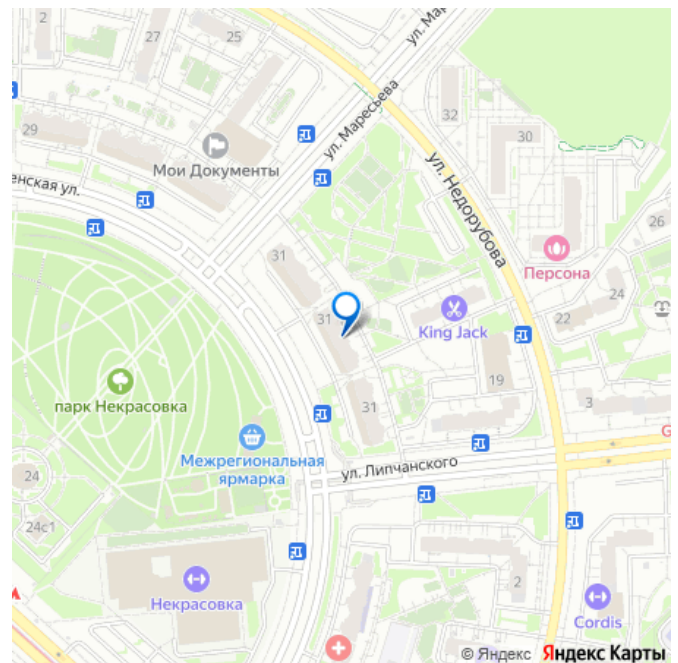 2
27
25
ул. Маресьева
32
30
29
Мои Документы
ул. Маресьева
ул. Недорубова
енская ул.
26
31
Персона
24
31
22
King Jack
парк Некрасовка
19
3
31
G
Межрегиональная
ярмарка
ул. Липчанского
24
24с1
Некрасовка
2
Cordis
© Яндекс Яндекс Карты